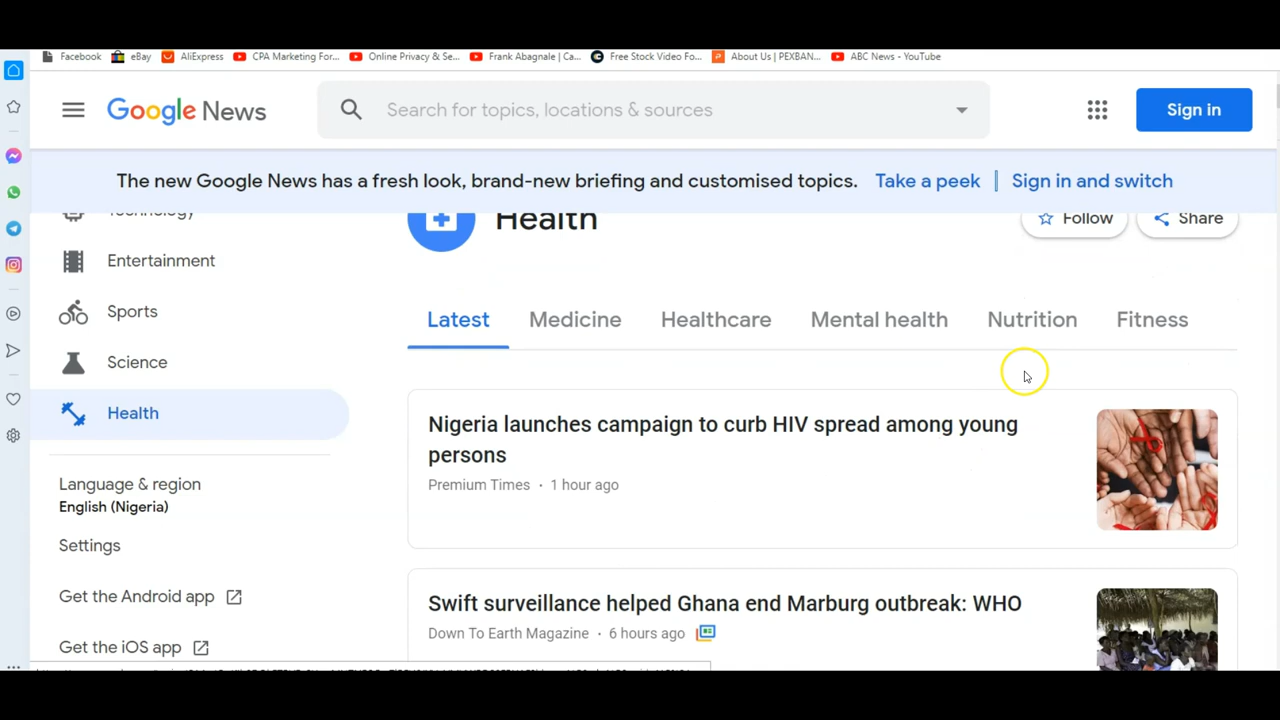 Facebook eBay AliExpress CPA Marketing For... Online Privacy & Se... Frank Abagnale | Ca... Free Stock Video Fo... About Us | PEXBAN... ABC News - YouTube
Google News
Search for topics, locations & sources
Sign in
The new Google News has a fresh look, brand-new briefing and customised topics. Take a peek | Sign in and switch
Technology
Entertainment
Sports
Science
Health
Language & region
English (Nigeria)
Settings
Get the Android app
Get the iOS app
Health
Follow
Share
Latest Medicine Healthcare Mental health Nutrition Fitness
Nigeria launches campaign to curb HIV spread among young
persons
Premium Times · 1 hour ago
Swift surveillance helped Ghana end Marburg outbreak: WHO
Down To Earth Magazine · 6 hours ago